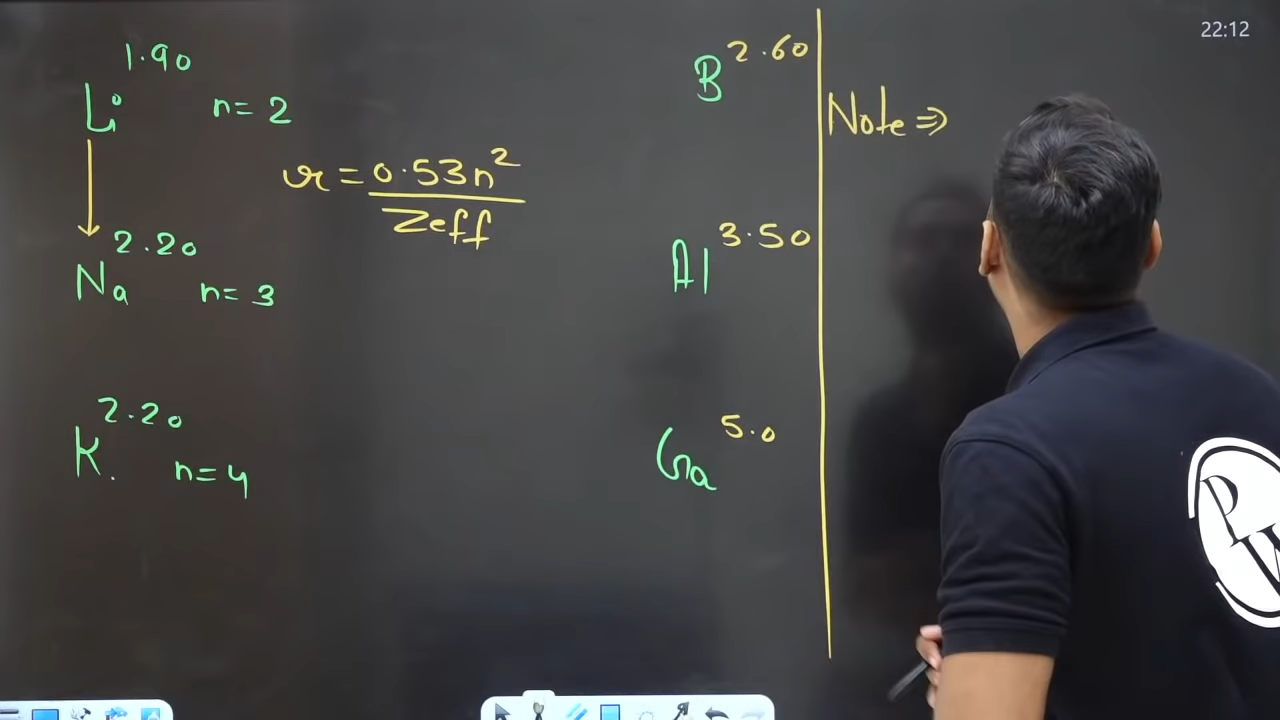 22:12
1.90
Li n=2
r = 0.53n²
Zeff
2.20
Na n=3
2.20
K. n=4
B 2.60
Al 3.50
Ga 5.0
Note ⇒
PW